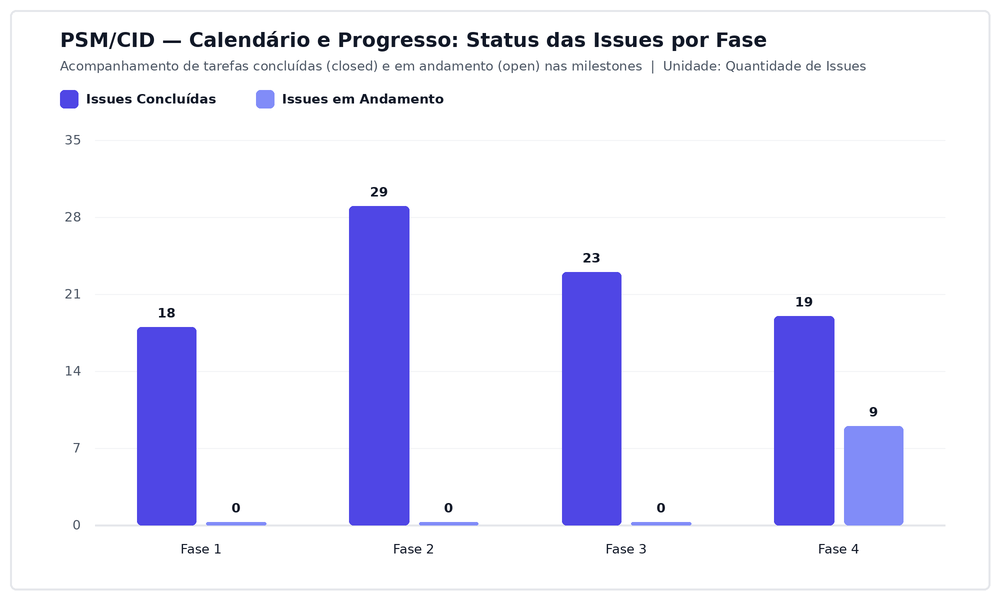 PSM/CID — Calendário e Progresso: Status das Issues por Fase
Acompanhamento de tarefas concluídas (closed) e em andamento (open) nas milestones | Unidade: Quantidade de Issues
Issues Concluídas
Issues em Andamento
35
28
21
14
7
0
18
0
29
0
23
0
19
9
Fase 1
Fase 2
Fase 3
Fase 4